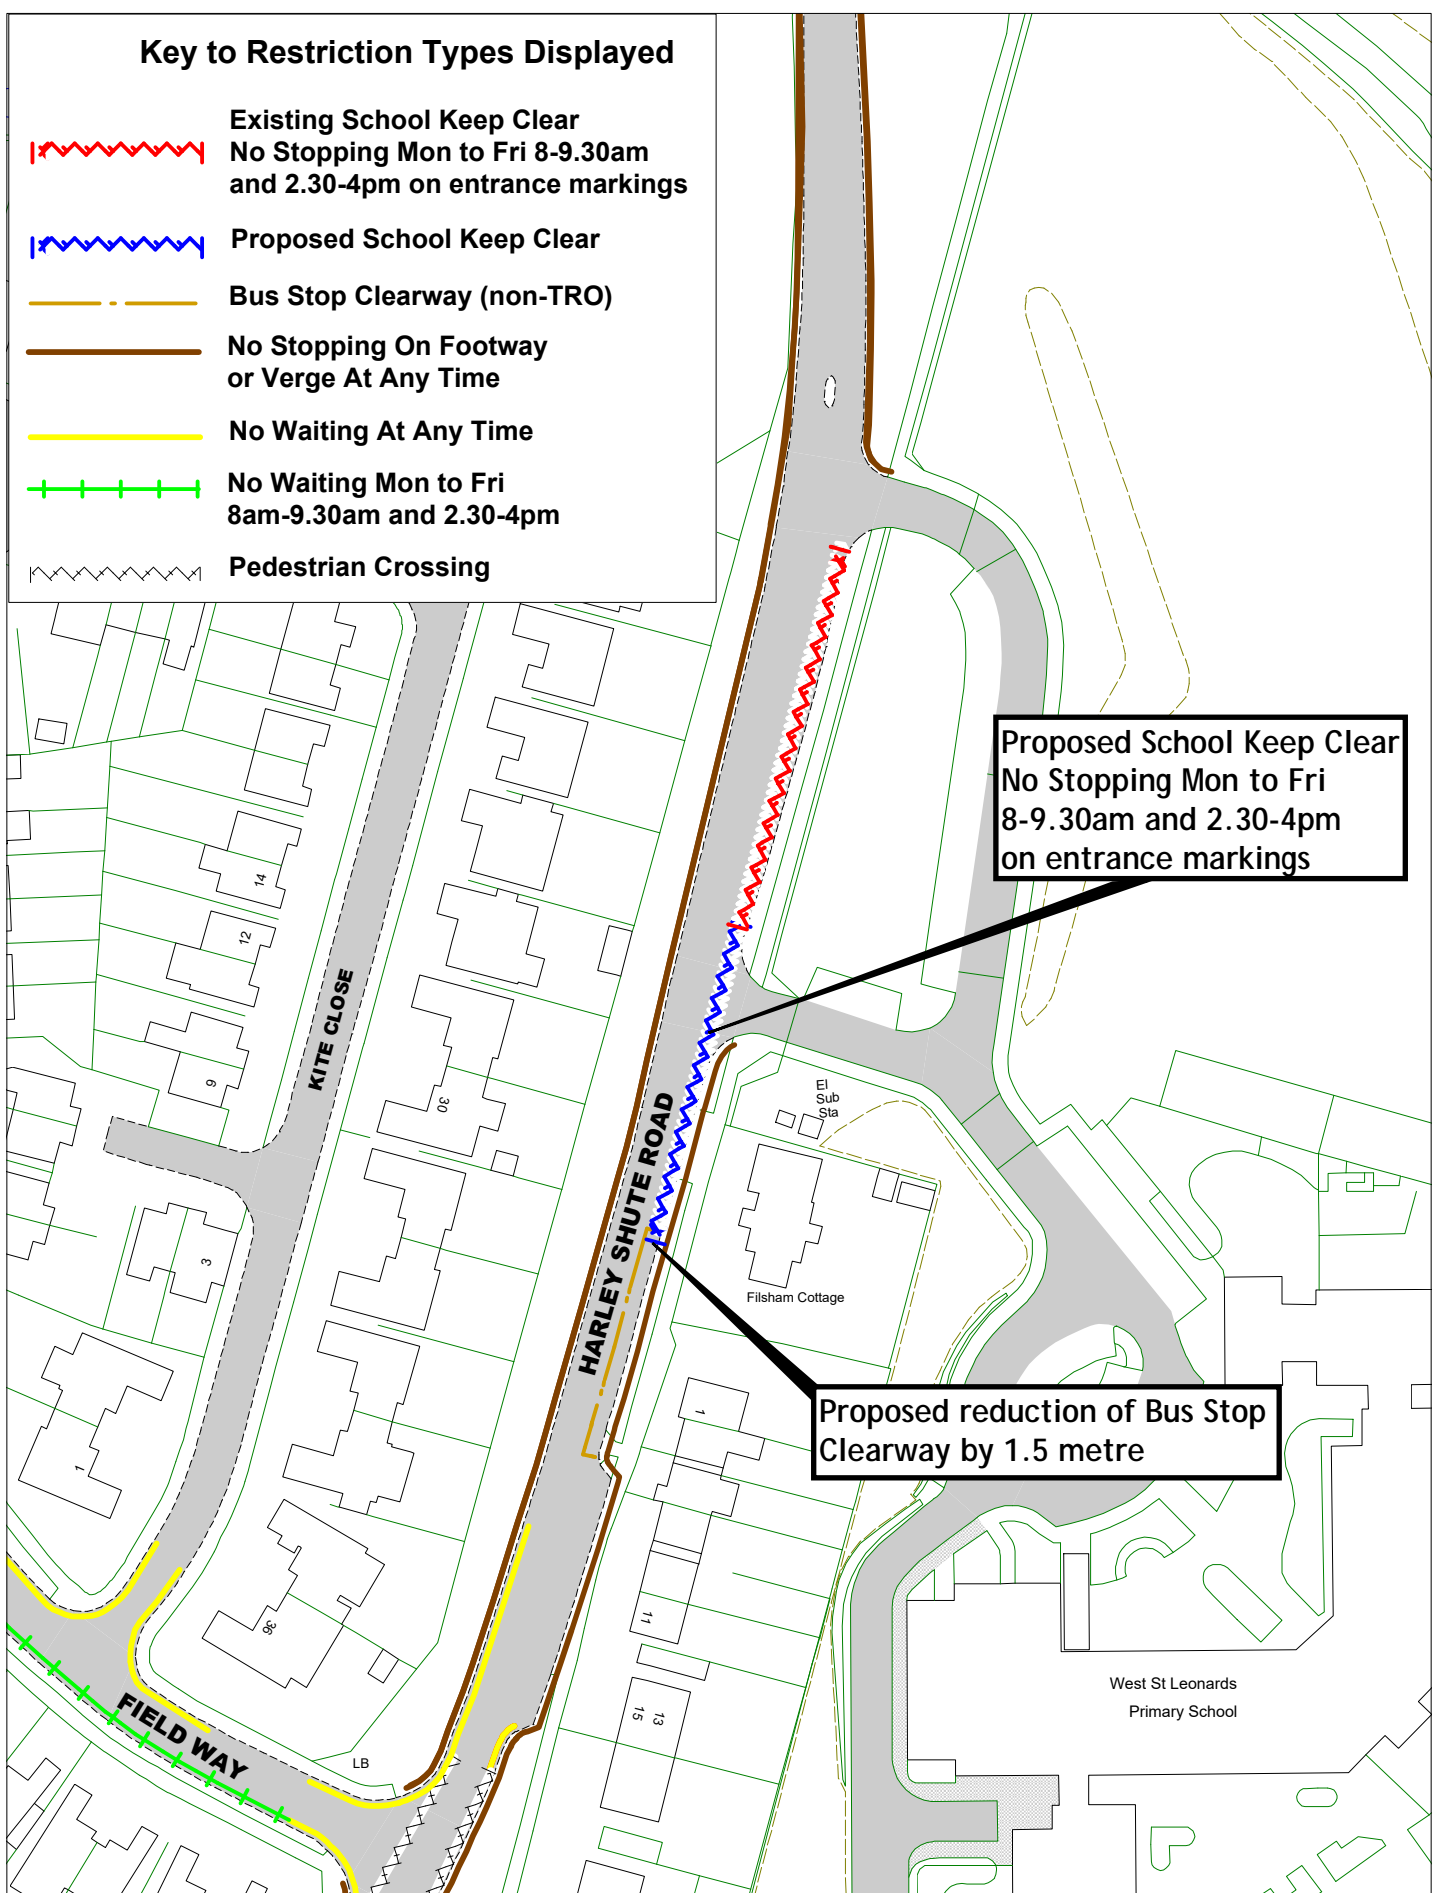 Key to Restriction Types Displayed
Existing School Keep Clear
No Stopping Mon to Fri 8-9.30am
and 2.30-4pm on entrance markings
Proposed School Keep Clear
Bus Stop Clearway (non-TRO)
No Stopping On Footway
or Verge At Any Time
No Waiting At Any Time
No Waiting Mon to Fri
8am-9.30am and 2.30-4pm
Pedestrian Crossing
Proposed School Keep Clear
No Stopping Mon to Fri
8-9.30am and 2.30-4pm
on entrance markings
14
12
KITE CLOSE
9
30
El
Sub
Sta
HARLEY SHUTE ROAD
3
Filsham Cottage
Proposed reduction of Bus Stop
Clearway by 1.5 metre
1
1
11
36
13
15
FIELD WAY
LB
West St Leonards
Primary School